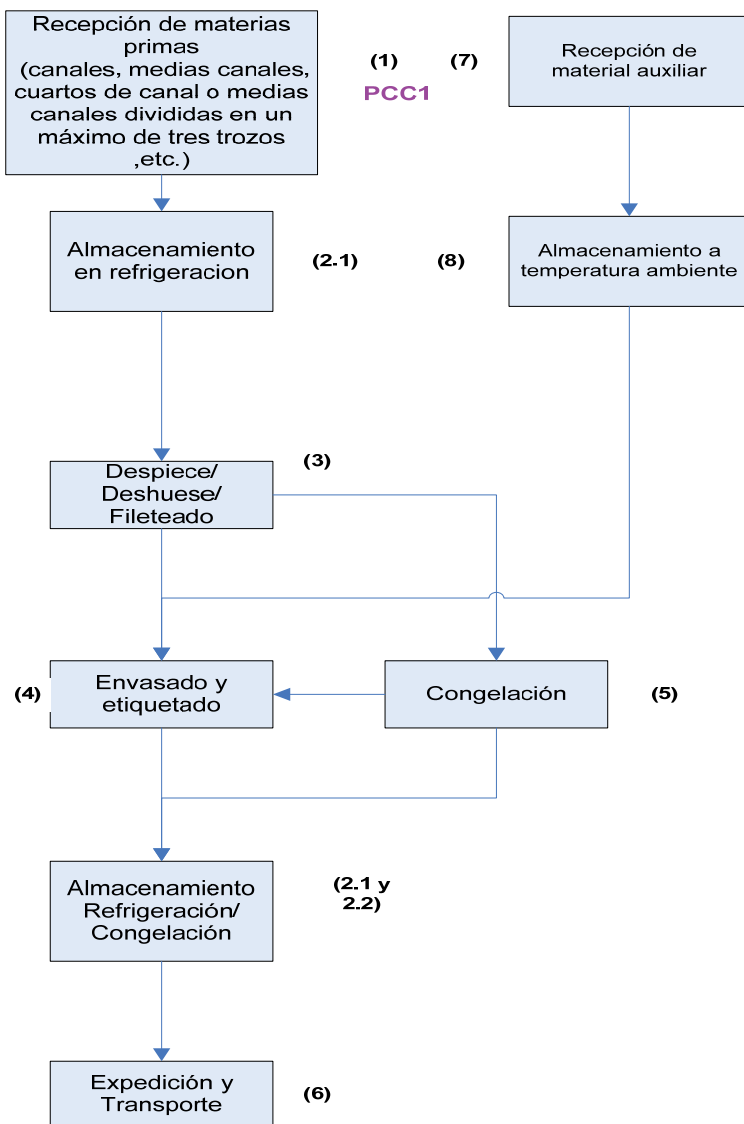 Recepción de materias
primas
(canales, medias canales,
cuartos de canal o medias
canales divididas en un
máximo de tres trozos
,etc.)
(1)
PCC1
(7)
Recepción de
material auxiliar
Almacenamiento
en refrigeracion
(2.1)
(8)
Almacenamiento a
temperatura ambiente
Despiece/
Deshuese/
Fileteado
(3)
(4)
Envasado y
etiquetado
Congelación
(5)
Almacenamiento
Refrigeración/
Congelación
(2.1 y
2.2)
Expedición y
Transporte
(6)